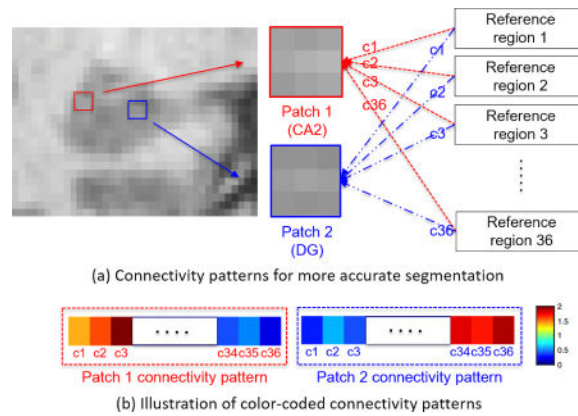 Patch 1
(CA2)
Patch 2
(DG)
c1
c2
c3
c36
c1
c2
c3
c36
Reference
region 1
Reference
region 2
Reference
region 3
Reference
region 36
(a) Connectivity patterns for more accurate segmentation
c1 c2 c3 c34 c35 c36
Patch 1 connectivity pattern
c1 c2 c3 c34 c35 c36
Patch 2 connectivity pattern
2
1.5
1
0.5
0
(b) Illustration of color-coded connectivity patterns